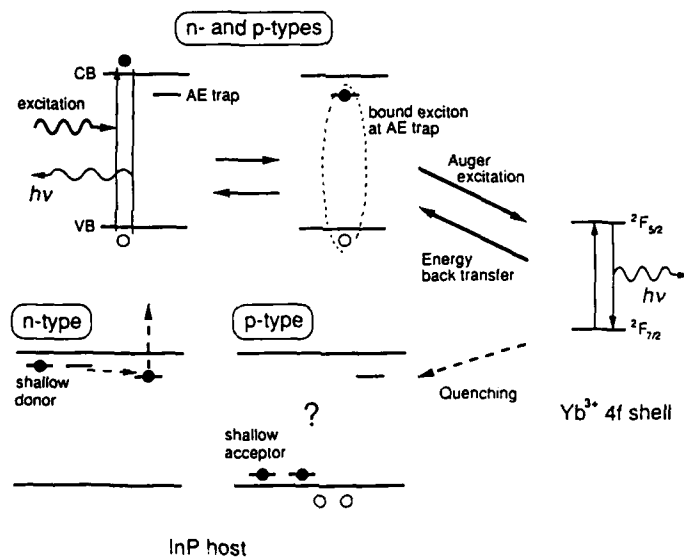 n- and p-types
CB
AE trap
excitation
hν
VB
bound exciton
at AE trap
Auger
excitation
Energy
back transfer
²F5/2
hν
²F7/2
n-type
p-type
shallow
donor
Quenching
?
Yb³⁺ 4f shell
shallow
acceptor
InP host